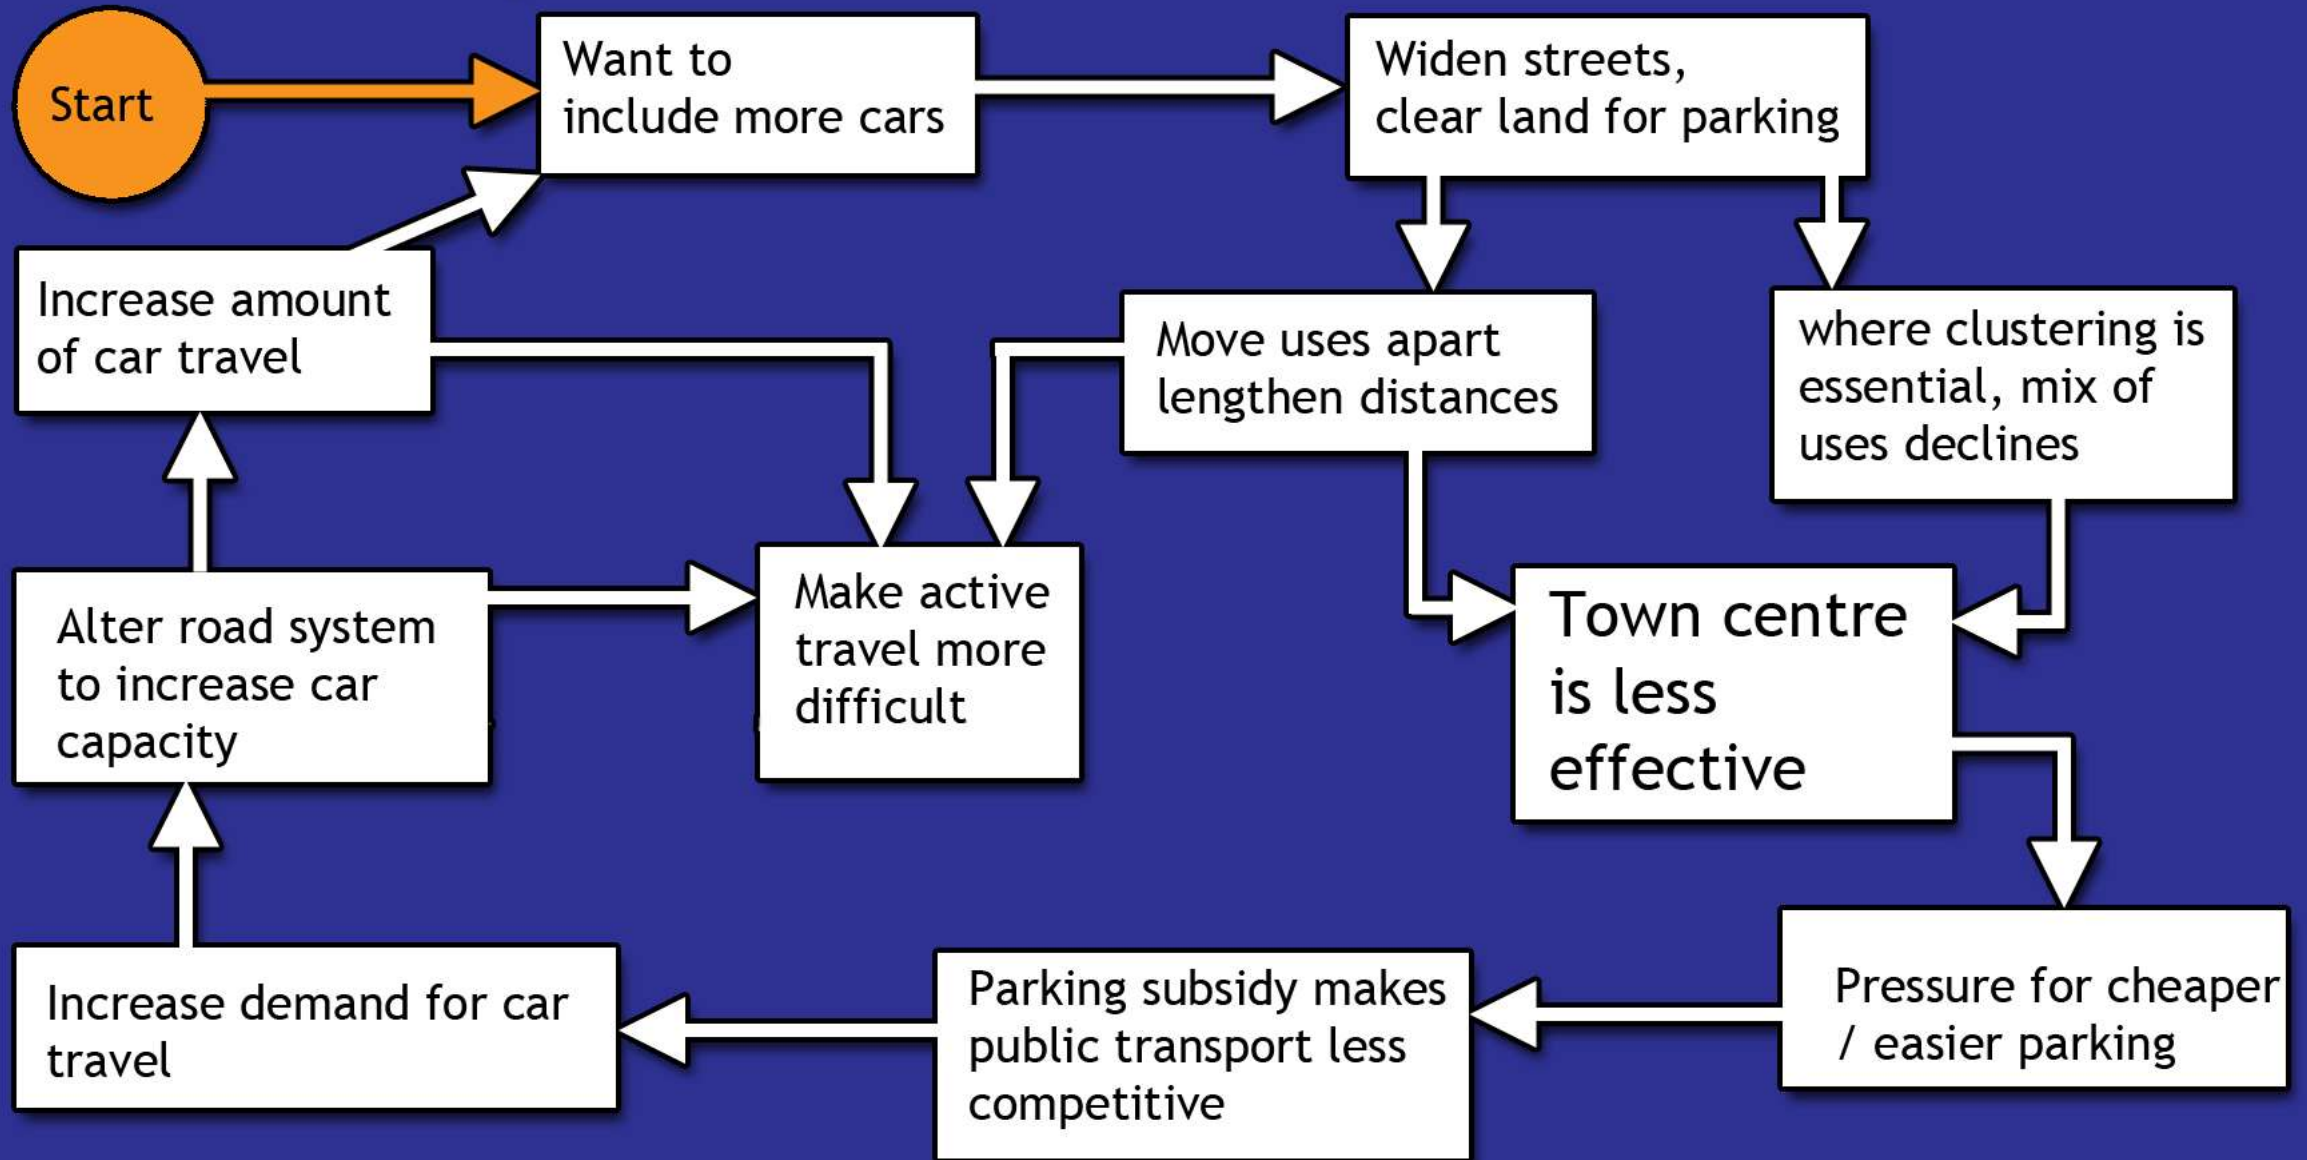 Start
Want to
include more cars
Widen streets,
clear land for parking
Increase amount
of car travel
Move uses apart
lengthen distances
where clustering is
essential, mix of
uses declines
Alter road system
to increase car
capacity
Make active
travel more
difficult
Town centre
is less
effective
Increase demand for car
travel
Parking subsidy makes
public transport less
competitive
Pressure for cheaper
/ easier parking